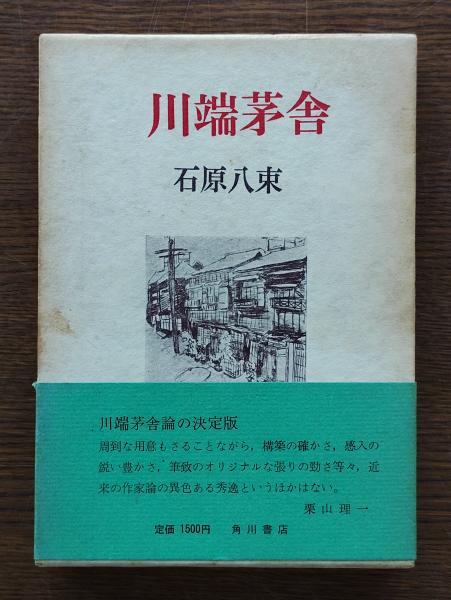 川端茅舎
石原八束
川端茅舎論の決定版
周到な用意もさることながら，構築の確かさ，感入の
鋭い豊かさ，筆致のオリジナルな張りの勁さ等々，近
来の作家論の異色ある秀逸というほかはない。
栗山理一
定価 1500円 角川書店